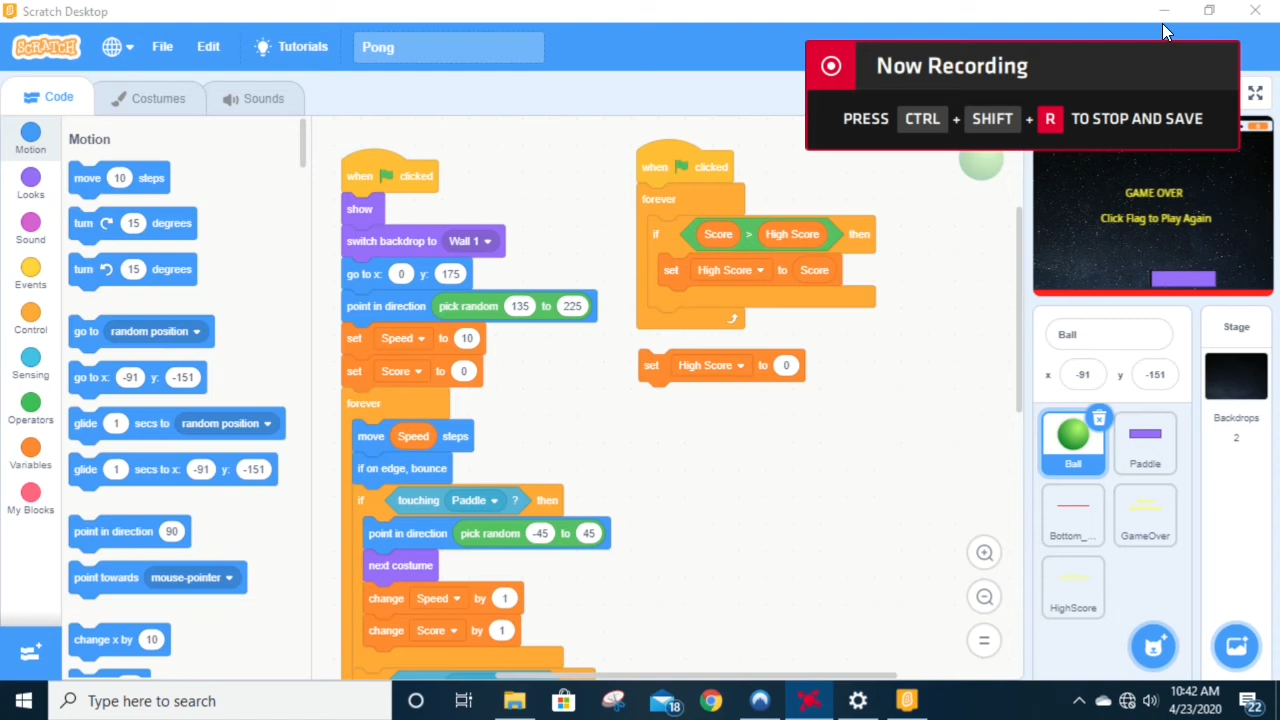 Scratch Desktop
SCRATCH File Edit Tutorials Pong
Now Recording
PRESS CTRL + SHIFT + R TO STOP AND SAVE
Code Costumes Sounds
Motion
Looks
Sound
Events
Control
Sensing
Operators
Variables
My Blocks
Motion
move 10 steps
turn 15 degrees
turn 15 degrees
go to random position
go to x: -91 y: -151
glide 1 secs to random position
glide 1 secs to x: -91 y: -151
point in direction 90
point towards mouse-pointer
change x by 10
when clicked
show
switch backdrop to Wall 1
go to x: 0 y: 175
point in direction pick random 135 to 225
set Speed to 10
set Score to 0
forever
move Speed steps
if on edge, bounce
if touching Paddle ? then
point in direction pick random -45 to 45
next costume
change Speed by 1
change Score by 1
when clicked
forever
if Score > High Score then
set High Score to Score
set High Score to 0
GAME OVER
Click Flag to Play Again
Ball
x -91 y -151
Ball
Paddle
Bottom_...
GameOver
HighScore
Stage
Backdrops
2
Type here to search
18
10:42 AM
4/23/2020
22